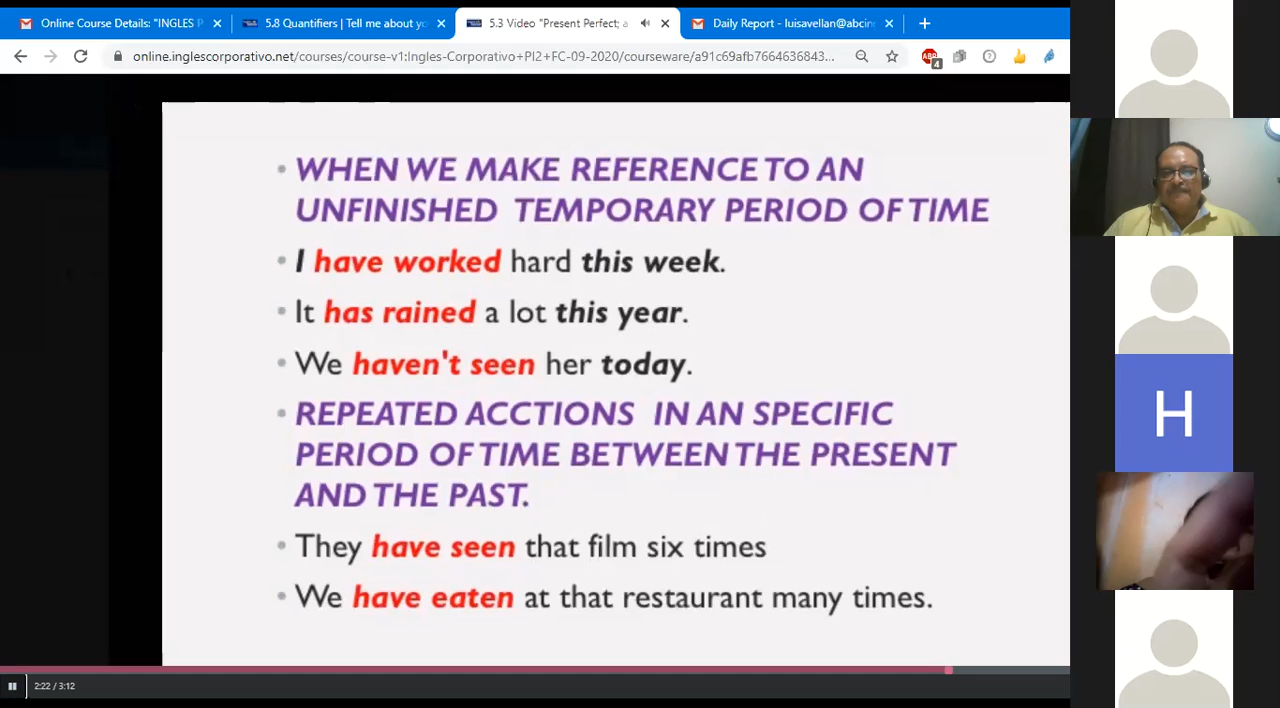 Online Course Details: "INGLES P
5.8 Quantifiers | Tell me about yo
5.3 Video "Present Perfect; a
Daily Report - luisavellan@abcin
online.inglescorporativo.net/courses/course-v1:Ingles-Corporativo+PI2+FC-09-2020/courseware/a91c69afb7664636843...
ABP
4
WHEN WE MAKE REFERENCE TO AN
UNFINISHED TEMPORARY PERIOD OF TIME
I have worked hard this week.
It has rained a lot this year.
We haven't seen her today.
REPEATED ACCTIONS IN AN SPECIFIC
PERIOD OF TIME BETWEEN THE PRESENT
AND THE PAST.
They have seen that film six times
We have eaten at that restaurant many times.
H
2:22 / 3:12